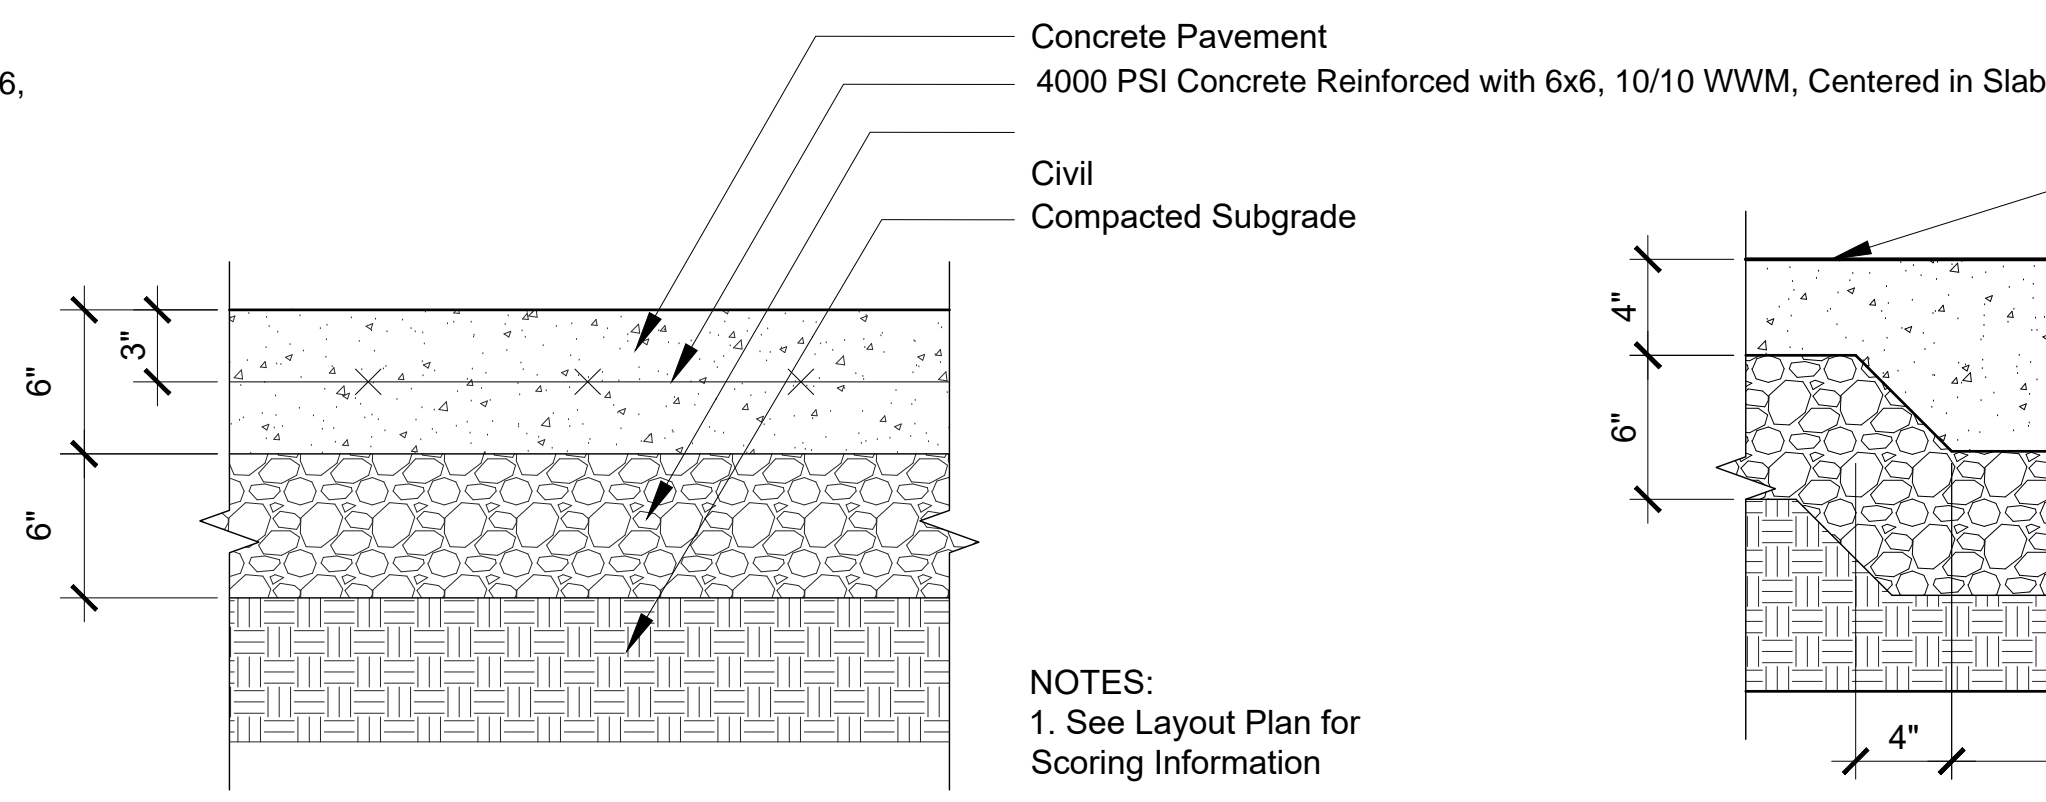 6,
Concrete Pavement
4000 PSI Concrete Reinforced with 6x6, 10/10 WWM, Centered in Slab
Civil
Compacted Subgrade
3"
6"
6"
NOTES:
1. See Layout Plan for
Scoring Information
4"
6"
4"